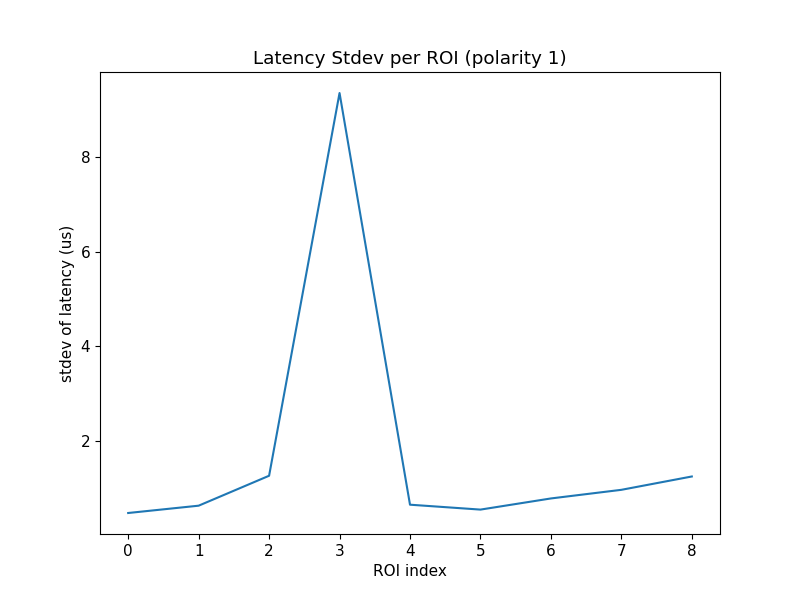 Latency Stdev per ROI (polarity 1)
8
6
4
2
stdev of latency (us)
0 1 2 3 4 5 6 7 8
ROI index